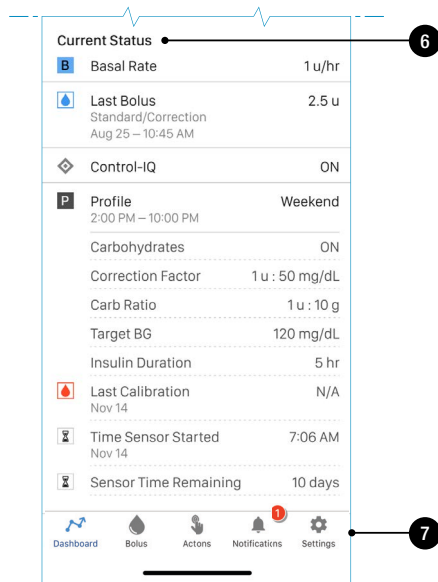 Current Status
6
B Basal Rate 1 u/hr
Last Bolus 2.5 u
Standard/Correction
Aug 25 – 10:45 AM
Control-IQ ON
P Profile Weekend
2:00 PM – 10:00 PM
Carbohydrates ON
Correction Factor 1 u : 50 mg/dL
Carb Ratio 1 u : 10 g
Target BG 120 mg/dL
Insulin Duration 5 hr
Last Calibration N/A
Nov 14
Time Sensor Started 7:06 AM
Nov 14
Sensor Time Remaining 10 days
1
7
Dashboard Bolus Actons Notifications Settings